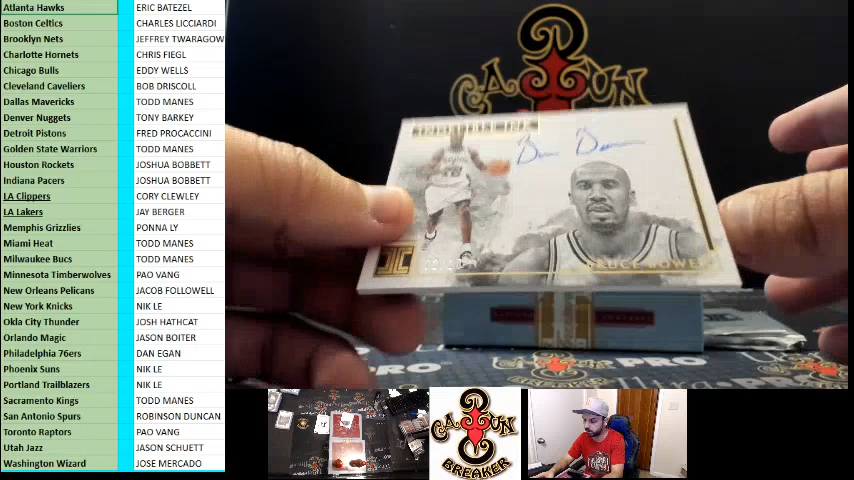 Atlanta Hawks ERIC BATEZEL
Boston Celtics CHARLES LICCIARDI
Brooklyn Nets JEFFREY TWARAGOW
Charlotte Hornets CHRIS FIEGL
Chicago Bulls EDDY WELLS
Cleveland Cavaliers BOB DRISCOLL
Dallas Mavericks TODD MANES
Denver Nuggets TONY BARKEY
Detroit Pistons FRED PROCACCINI
Golden State Warriors TODD MANES
Houston Rockets JOSHUA BOBBETT
Indiana Pacers JOSHUA BOBBETT
LA Clippers CORY CLEWLEY
LA Lakers JAY BERGER
Memphis Grizzlies PONNA LY
Miami Heat TODD MANES
Milwaukee Bucs TODD MANES
Minnesota Timberwolves PAO VANG
New Orleans Pelicans JACOB FOLLOWELL
New York Knicks NIK LE
Okla City Thunder JOSH HATHCAT
Orlando Magic JASON BOITER
Philadelphia 76ers DAN EGAN
Phoenix Suns NIK LE
Portland Trailblazers NIK LE
Sacramento Kings TODD MANES
San Antonio Spurs ROBINSON DUNCAN
Toronto Raptors PAO VANG
Utah Jazz JASON SCHUETT
Washington Wizard JOSE MERCADO
CAJUN
INDELIBLE INK
BRUCE BOWEN
PRO
CAJUN
BREAKER